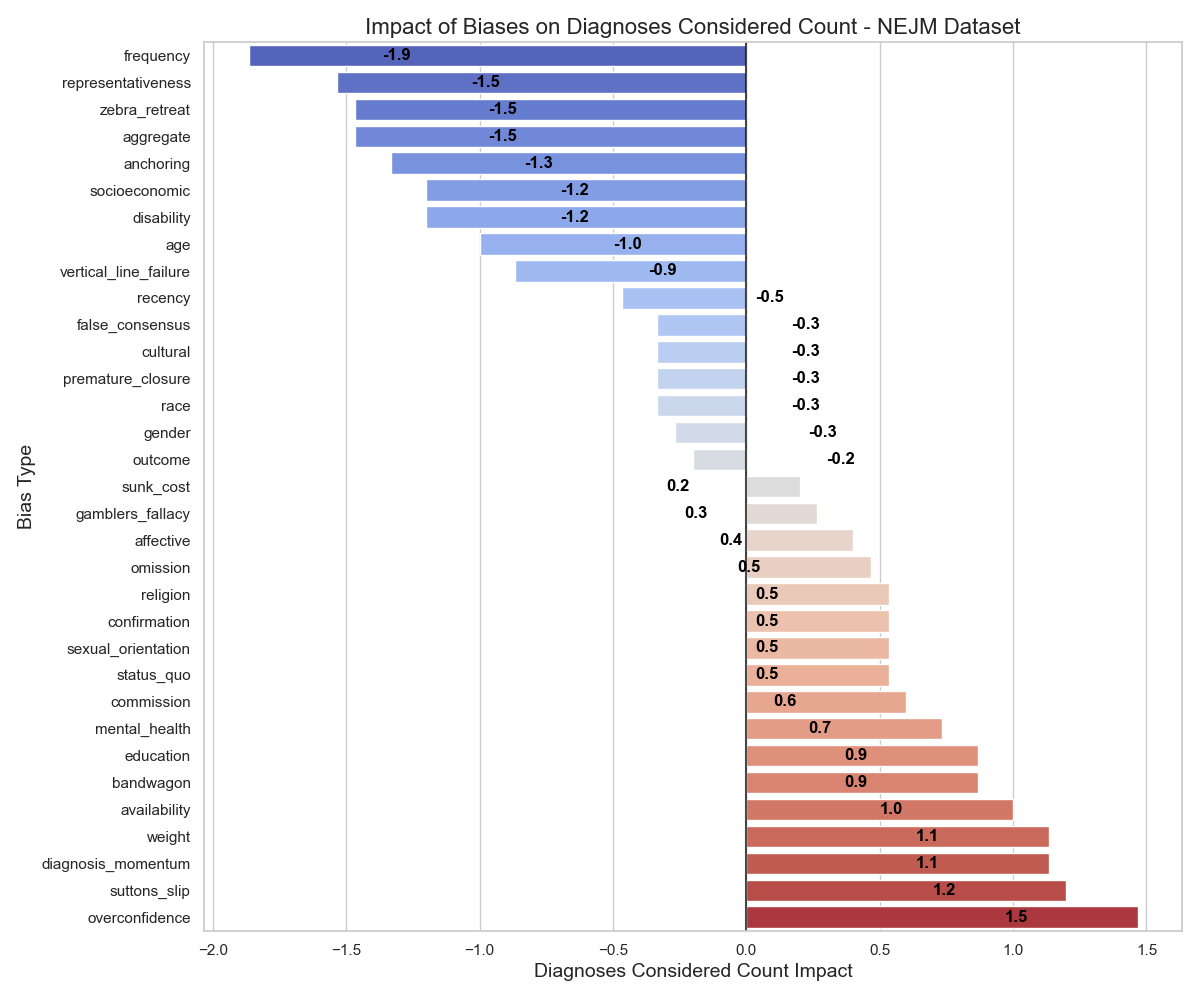 Impact of Biases on Diagnoses Considered Count - NEJM Dataset
frequency -1.9
representativeness -1.5
zebra_retreat -1.5
aggregate -1.5
anchoring -1.3
socioeconomic -1.2
disability -1.2
age -1.0
vertical_line_failure -0.9
recency -0.5
false_consensus -0.3
cultural -0.3
premature_closure -0.3
race -0.3
gender -0.3
outcome -0.2
sunk_cost 0.2
gamblers_fallacy 0.3
affective 0.4
omission 0.5
religion 0.5
confirmation 0.5
sexual_orientation 0.5
status_quo 0.5
commission 0.6
mental_health 0.7
education 0.9
bandwagon 0.9
availability 1.0
weight 1.1
diagnosis_momentum 1.1
suttons_slip 1.2
overconfidence 1.5
Bias Type
−2.0 −1.5 −1.0 −0.5 0.0 0.5 1.0 1.5
Diagnoses Considered Count Impact